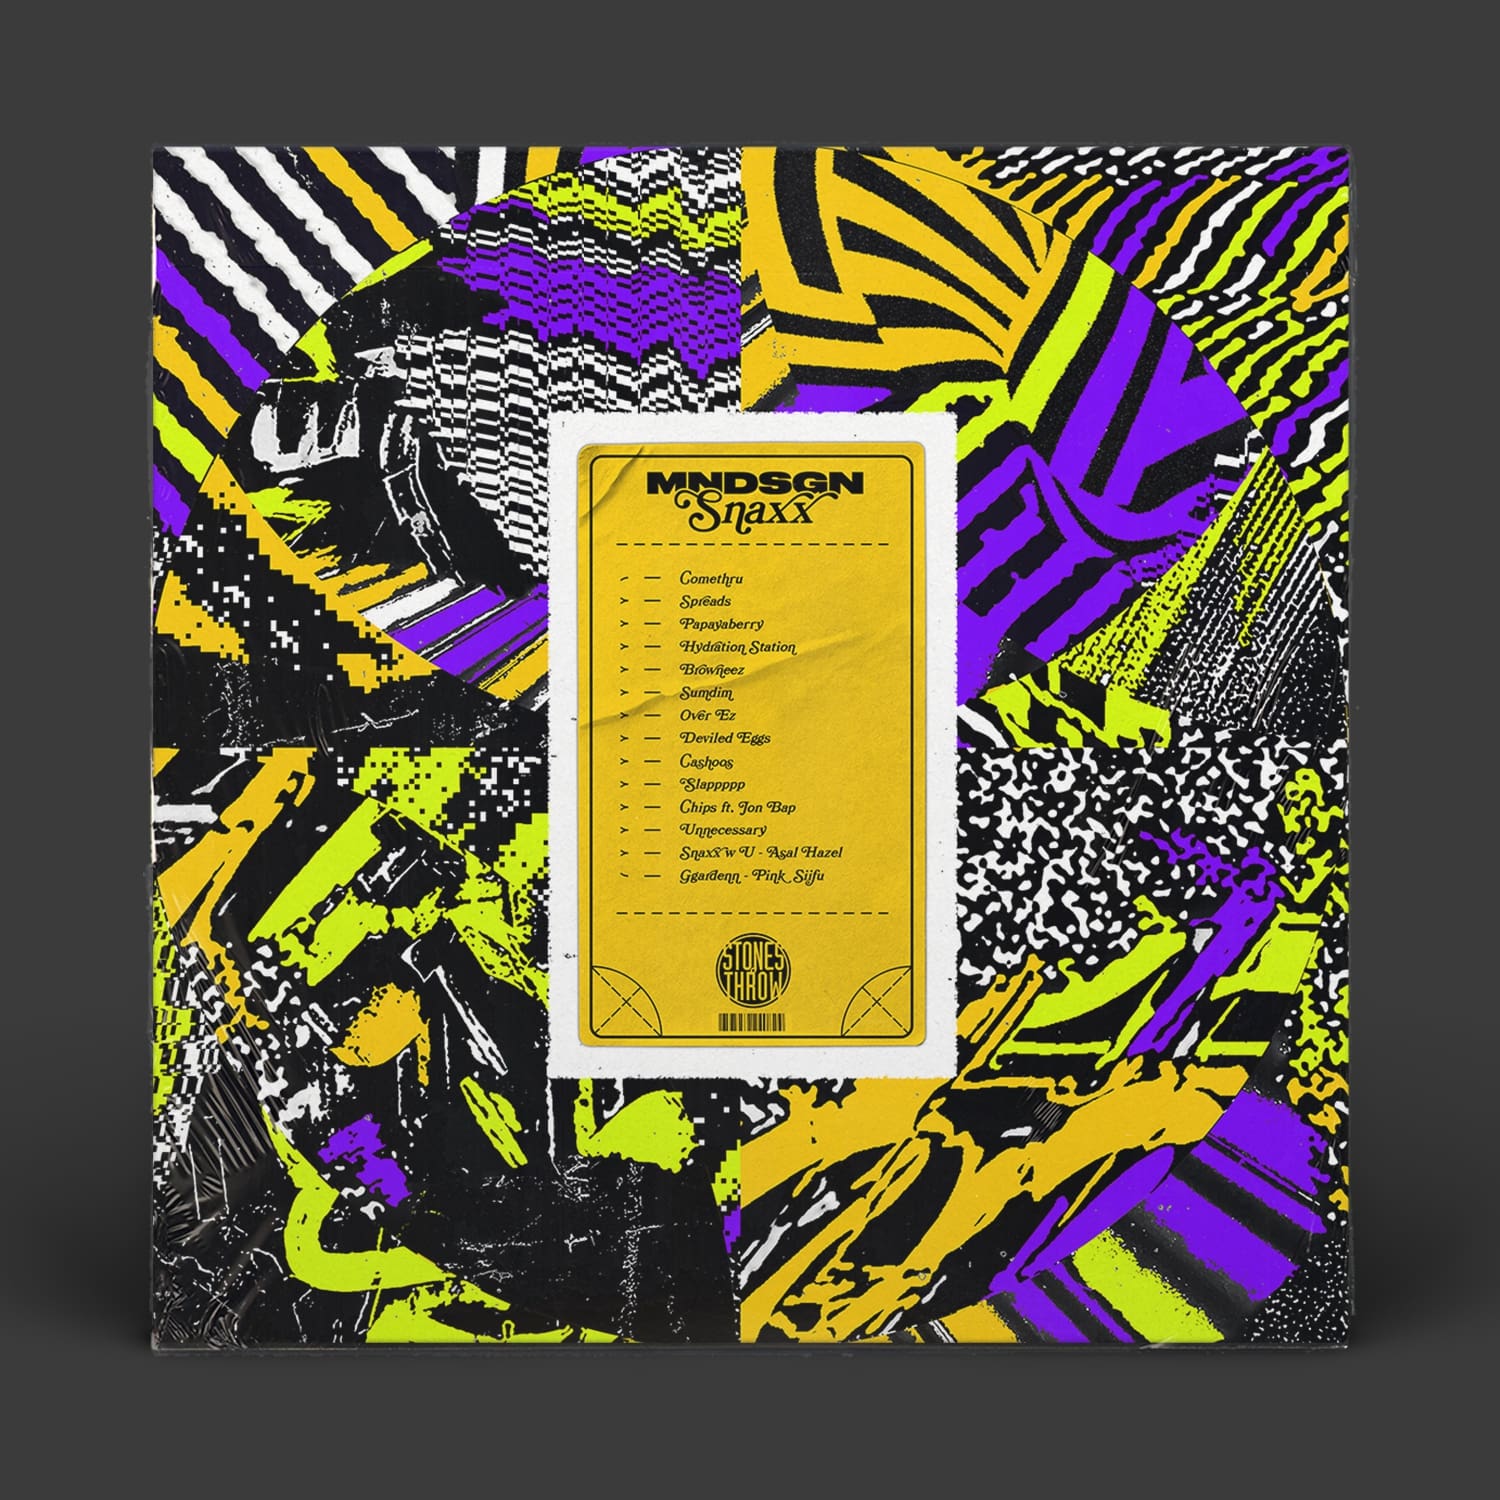 MNDSGN
Snaxx
Comethru
Spreads
Papayaberry
Hydration Station
Browneez
Sumdim
Over Ez
Deviled Eggs
Cashoos
Slappppp
Chips ft. Jon Bap
Unnecessary
Snaxx w U - Asal Hazel
Ggardenn - Pink Siifu
STONES
THROW